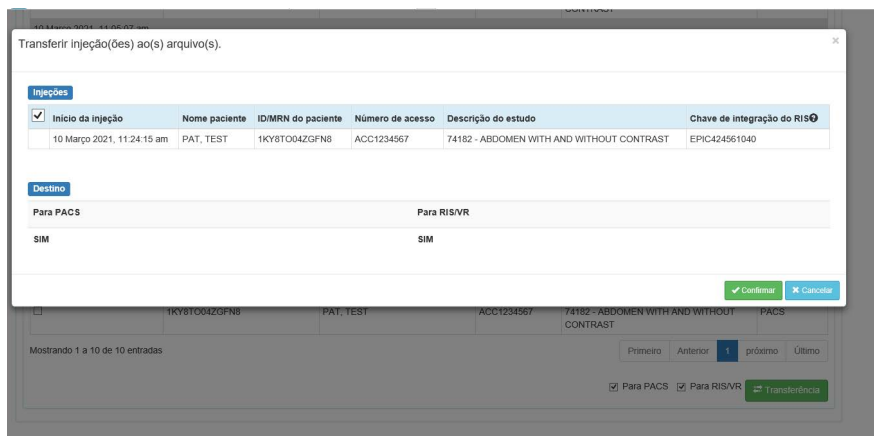 CONTRAST
10 Março 2021, 11:05:07 am
Transferir injeção(ões) ao(s) arquivo(s).
×
Injeções
Início da injeção Nome paciente ID/MRN do paciente Número de acesso Descrição do estudo Chave de integração do RIS?
10 Março 2021, 11:24:15 am PAT, TEST 1KY8TO04ZGFN8 ACC1234567 74182 - ABDOMEN WITH AND WITHOUT CONTRAST EPIC424561040
Destino
Para PACS Para RIS/VR
SIM SIM
Confirmar Cancelar
1KY8TO04ZGFN8 PAT, TEST ACC1234567 74182 - ABDOMEN WITH AND WITHOUT PACS
CONTRAST
Mostrando 1 a 10 de 10 entradas Primeiro Anterior 1 próximo Último
Para PACS Para RIS/VR Transferência